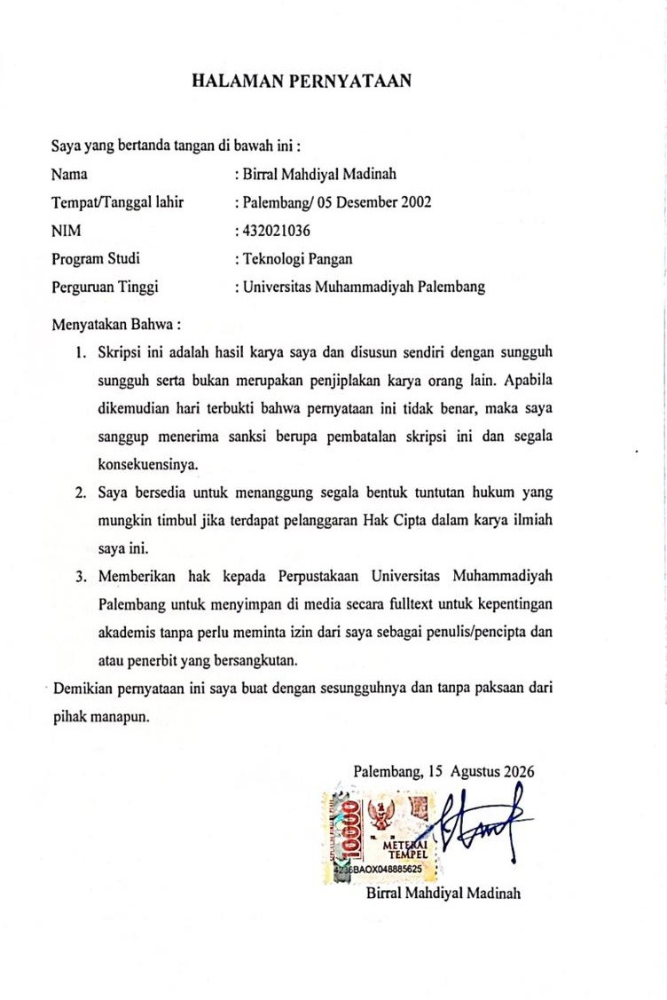 HALAMAN PERNYATAAN
Saya yang bertanda tangan di bawah ini :
Nama : Birral Mahdiyal Madinah
Tempat/Tanggal lahir : Palembang/ 05 Desember 2002
NIM : 432021036
Program Studi : Teknologi Pangan
Perguruan Tinggi : Universitas Muhammadiyah Palembang
Menyatakan Bahwa :
1. Skripsi ini adalah hasil karya saya dan disusun sendiri dengan sungguh
sungguh serta bukan merupakan penjiplakan karya orang lain. Apabila
dikemudian hari terbukti bahwa pernyataan ini tidak benar, maka saya
sanggup menerima sanksi berupa pembatalan skripsi ini dan segala
konsekuensinya.
2. Saya bersedia untuk menanggung segala bentuk tuntutan hukum yang
mungkin timbul jika terdapat pelanggaran Hak Cipta dalam karya ilmiah
saya ini.
3. Memberikan hak kepada Perpustakaan Universitas Muhammadiyah
Palembang untuk menyimpan di media secara fulltext untuk kepentingan
akademis tanpa perlu meminta izin dari saya sebagai penulis/pencipta dan
atau penerbit yang bersangkutan.
Demikian pernyataan ini saya buat dengan sesungguhnya dan tanpa paksaan dari
pihak manapun.
Palembang, 15 Agustus 2026
10000
METERAI
TEMPEL
BAOX048885625
Birral Mahdiyal Madinah